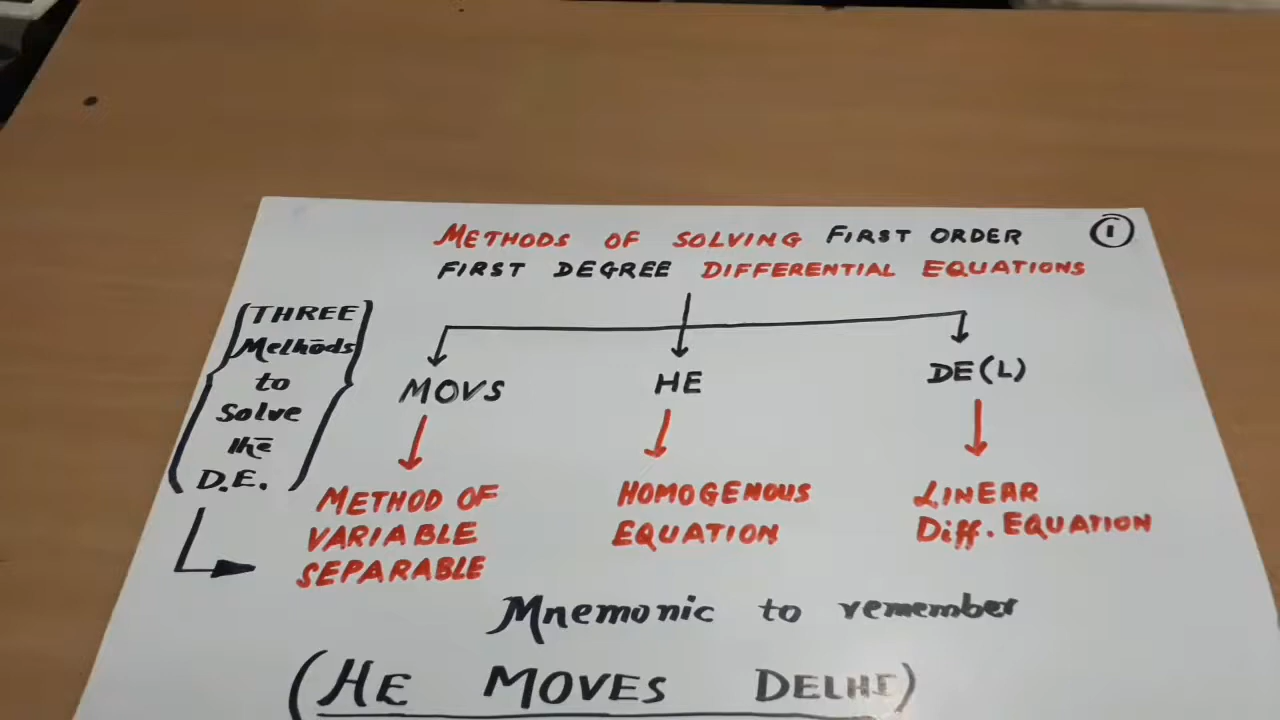 METHODS OF SOLVING FIRST ORDER
FIRST DEGREE DIFFERENTIAL EQUATIONS
1
THREE
Methods
to
Solve
the
D.E.
MOVS
HE
DE(L)
METHOD OF
VARIABLE
SEPARABLE
HOMOGENOUS
EQUATION
LINEAR
Diff. EQUATION
Mnemonic to remember
(HE MOVES DELHI)